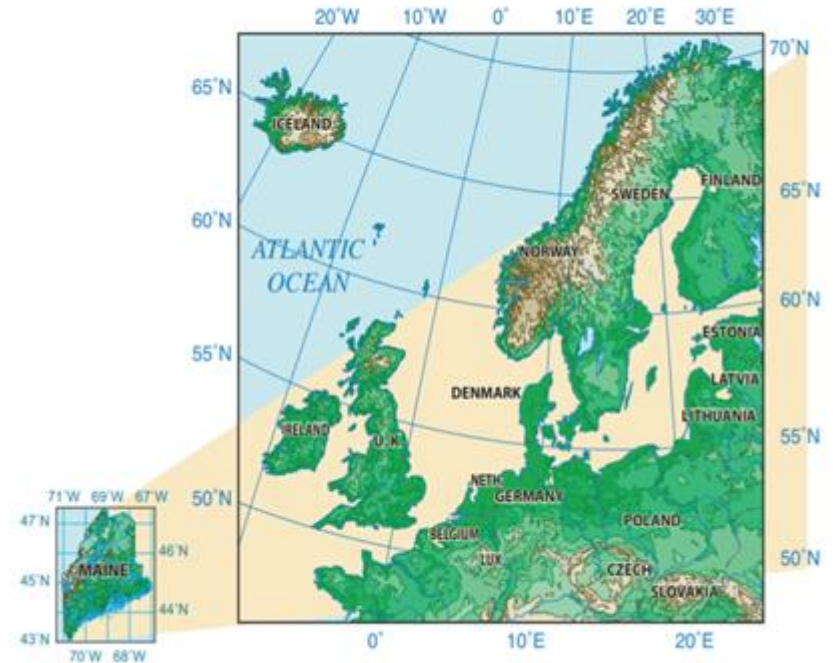 20°W 10°W 0° 10°E 20°E 30°E
70°N
65°N
ICELAND
FINLAND
65°N
SWEDEN
60°N
ATLANTIC
OCEAN
NORWAY
60°N
ESTONIA
55°N
LATVIA
DENMARK
LITHUANIA
IRELAND
U.K.
55°N
NETH.
50°N
GERMANY
71°W 69°W 67°W
POLAND
47°N
BELGIUM
46°N
LUX
50°N
MAINE
CZECH
45°N
SLOVAKIA
44°N
43°N
0° 10°E 20°E
70°W 68°W